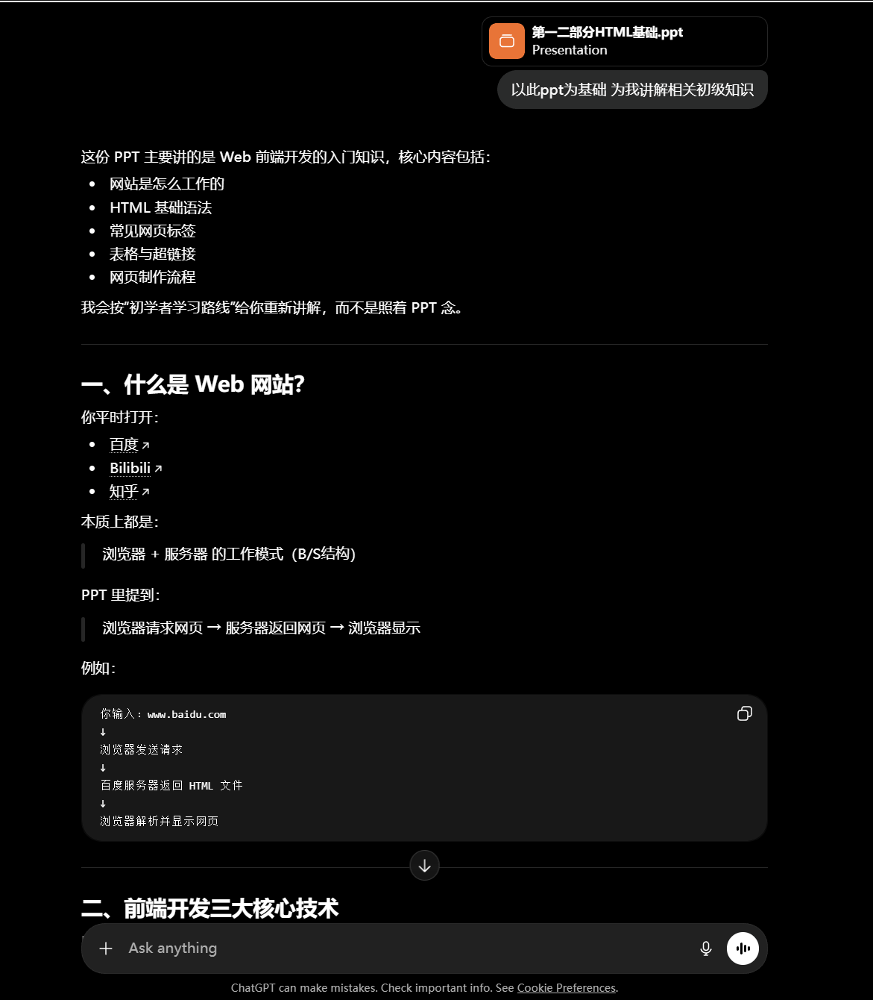 第一二部分HTML基础.ppt
Presentation
以此ppt为基础 为我讲解相关初级知识
这份 PPT 主要讲的是 Web 前端开发的入门知识，核心内容包括：
• 网站是怎么工作的
• HTML 基础语法
• 常见网页标签
• 表格与超链接
• 网页制作流程
我会按“初学者学习路线”给你重新讲解，而不是照着 PPT 念。
一、什么是 Web 网站？
你平时打开：
• 百度↗
• Bilibili↗
• 知乎↗
本质上都是：
浏览器 + 服务器 的工作模式（B/S结构）
PPT 里提到：
浏览器请求网页 → 服务器返回网页 → 浏览器显示
例如：
你输入：www.baidu.com
↓
浏览器发送请求
↓
百度服务器返回 HTML 文件
↓
浏览器解析并显示网页
二、前端开发三大核心技术
Ask anything
ChatGPT can make mistakes. Check important info. See Cookie Preferences.